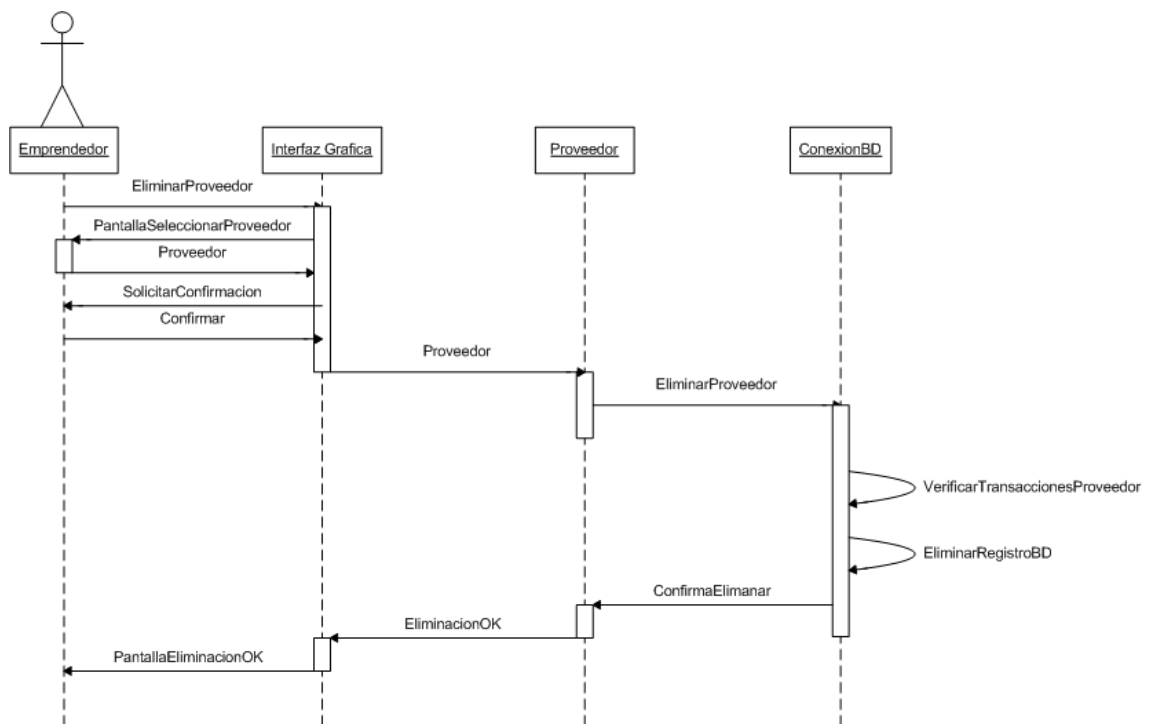 Emprendedor
Interfaz Grafica
Proveedor
ConexionBD
EliminarProveedor
PantallaSeleccionarProveedor
Proveedor
SolicitarConfirmacion
Confirmar
Proveedor
EliminarProveedor
VerificarTransaccionesProveedor
EliminarRegistroBD
ConfirmaElimanar
EliminacionOK
PantallaEliminacionOK